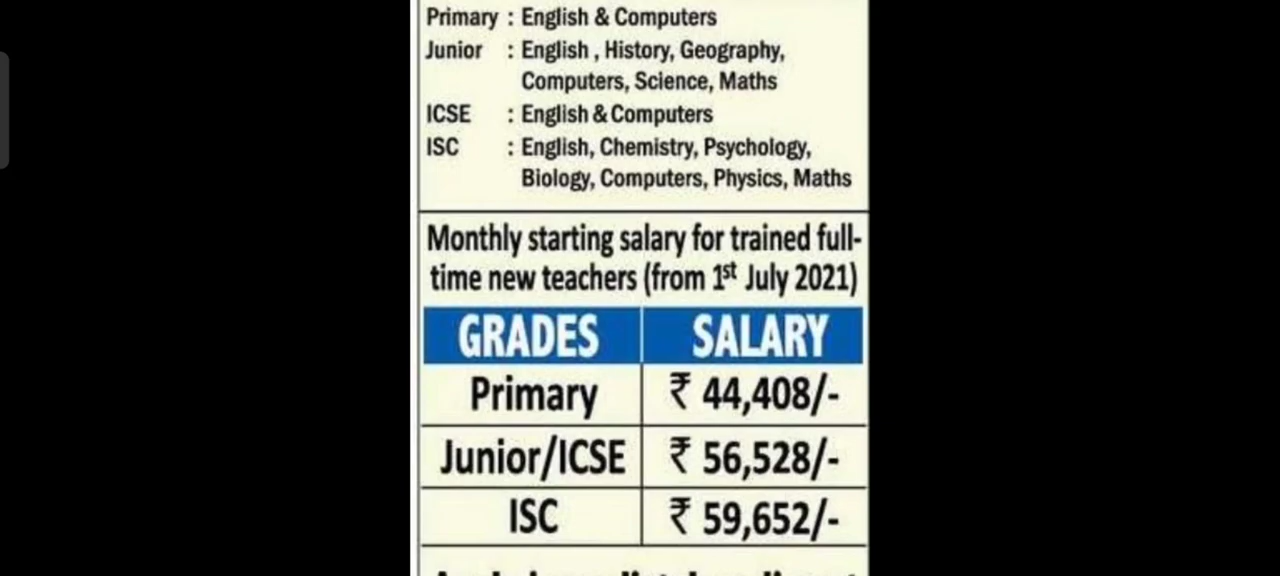 Primary : English & Computers
Junior : English , History, Geography,
Computers, Science, Maths
ICSE : English & Computers
ISC : English, Chemistry, Psychology,
Biology, Computers, Physics, Maths
Monthly starting salary for trained full-
time new teachers (from 1st July 2021)
GRADES SALARY
Primary ₹ 44,408/-
Junior/ICSE ₹ 56,528/-
ISC ₹ 59,652/-